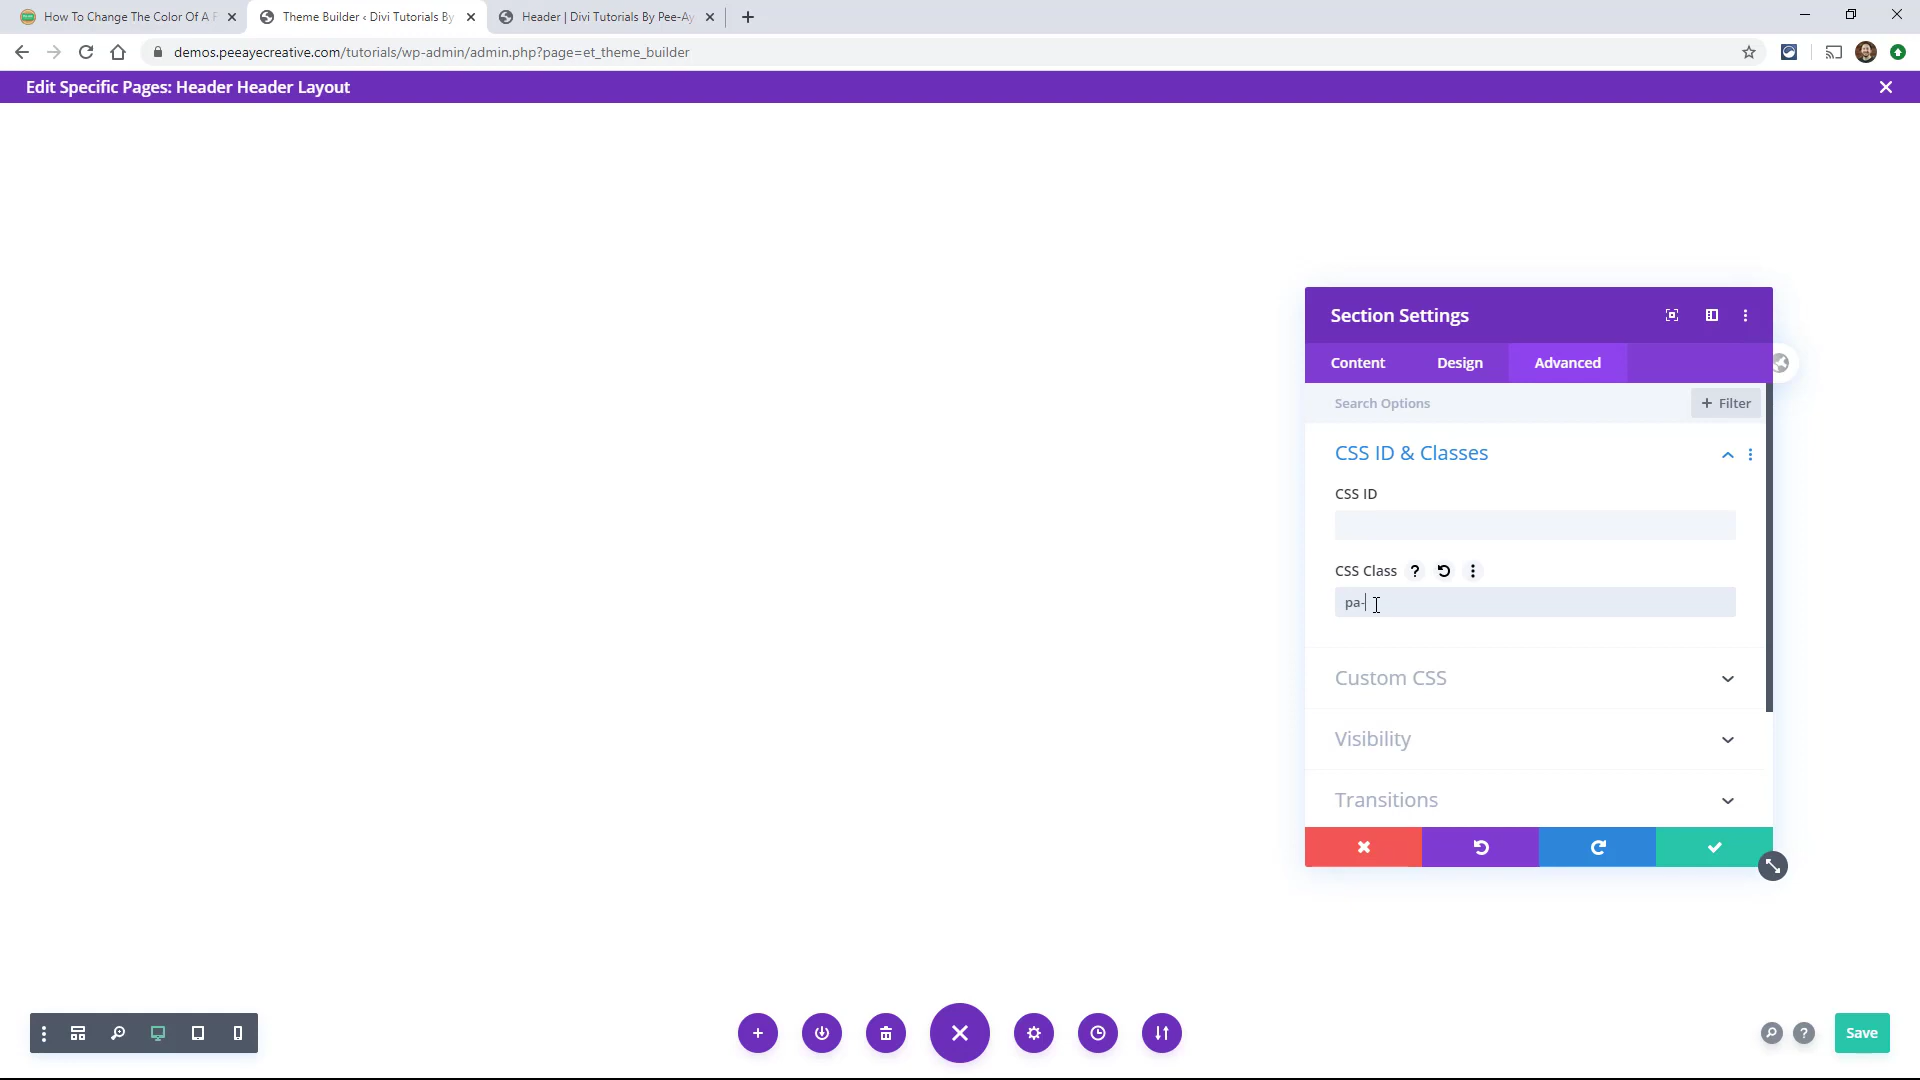 How To Change The Color Of A F
Theme Builder ‹ Divi Tutorials By
Header | Divi Tutorials By Pee-Ay
demos.peeayecreative.com/tutorials/wp-admin/admin.php?page=et_theme_builder
Edit Specific Pages: Header Header Layout
Section Settings
Content Design Advanced
Search Options
+ Filter
CSS ID & Classes
CSS ID
CSS Class ?
pa-
Custom CSS
Visibility
Transitions
?
Save